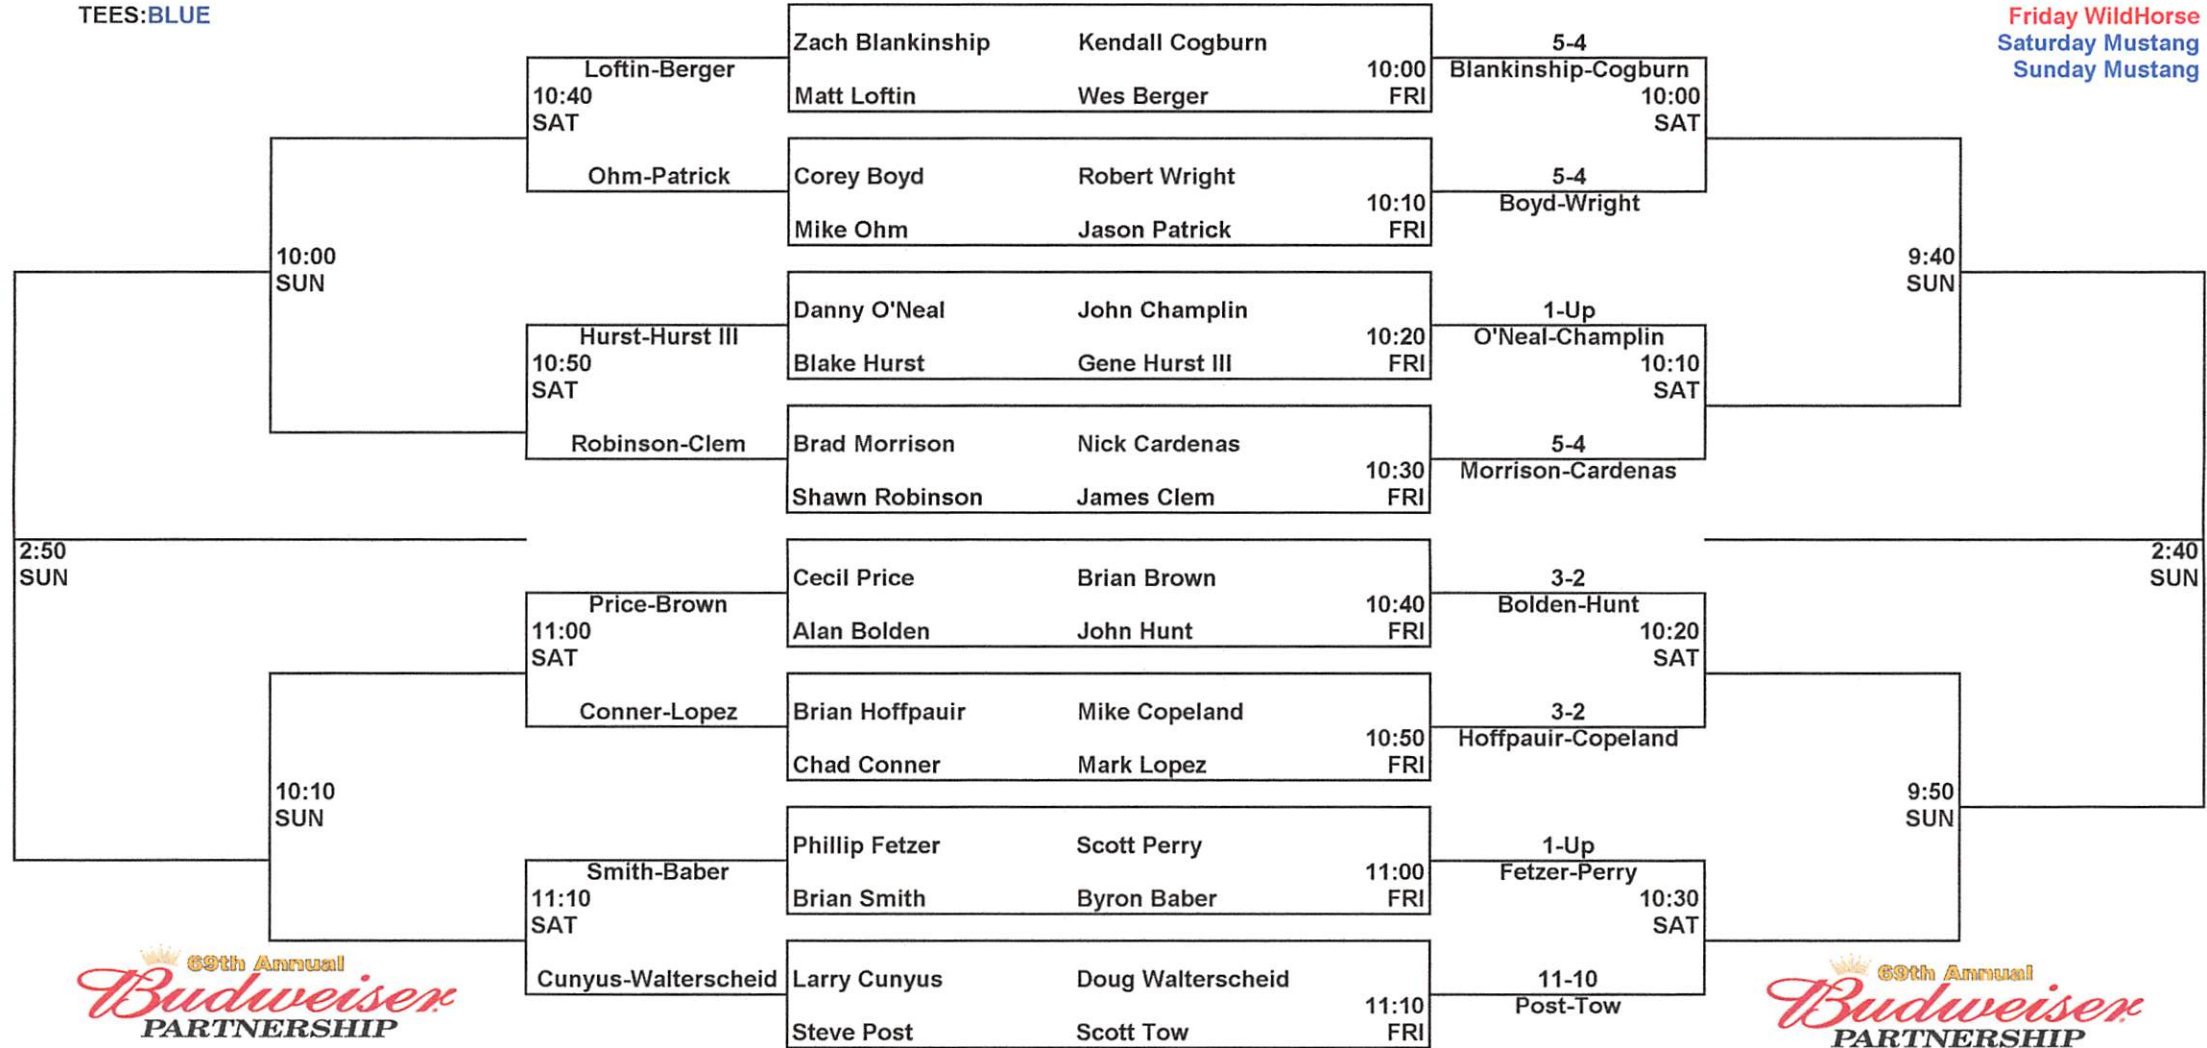 TEES:BLUE
Friday WildHorse
Saturday Mustang
Sunday Mustang
Zach Blankinship Kendall Cogburn
10:00
Matt Loftin Wes Berger FRI
Corey Boyd Robert Wright
10:10
Mike Ohm Jason Patrick FRI
Danny O'Neal John Champlin
10:20
Blake Hurst Gene Hurst III FRI
Brad Morrison Nick Cardenas
10:30
Shawn Robinson James Clem FRI
Cecil Price Brian Brown
10:40
Alan Bolden John Hunt FRI
Brian Hoffpauir Mike Copeland
10:50
Chad Conner Mark Lopez FRI
Phillip Fetzer Scott Perry
11:00
Brian Smith Byron Baber FRI
Larry Cunyus Doug Walterscheid
11:10
Steve Post Scott Tow FRI
Loftin-Berger
10:40
SAT
Ohm-Patrick
Hurst-Hurst III
10:50
SAT
Robinson-Clem
Price-Brown
11:00
SAT
Conner-Lopez
Smith-Baber
11:10
SAT
Cunyus-Walterscheid
10:00
SUN
10:10
SUN
2:50
SUN
5-4
Blankinship-Cogburn
10:00
SAT
5-4
Boyd-Wright
1-Up
O'Neal-Champlin
10:10
SAT
5-4
Morrison-Cardenas
3-2
Bolden-Hunt
10:20
SAT
3-2
Hoffpauir-Copeland
1-Up
Fetzer-Perry
10:30
SAT
11-10
Post-Tow
9:40
SUN
9:50
SUN
2:40
SUN
69th Annual
Budweiser
PARTNERSHIP
69th Annual
Budweiser
PARTNERSHIP